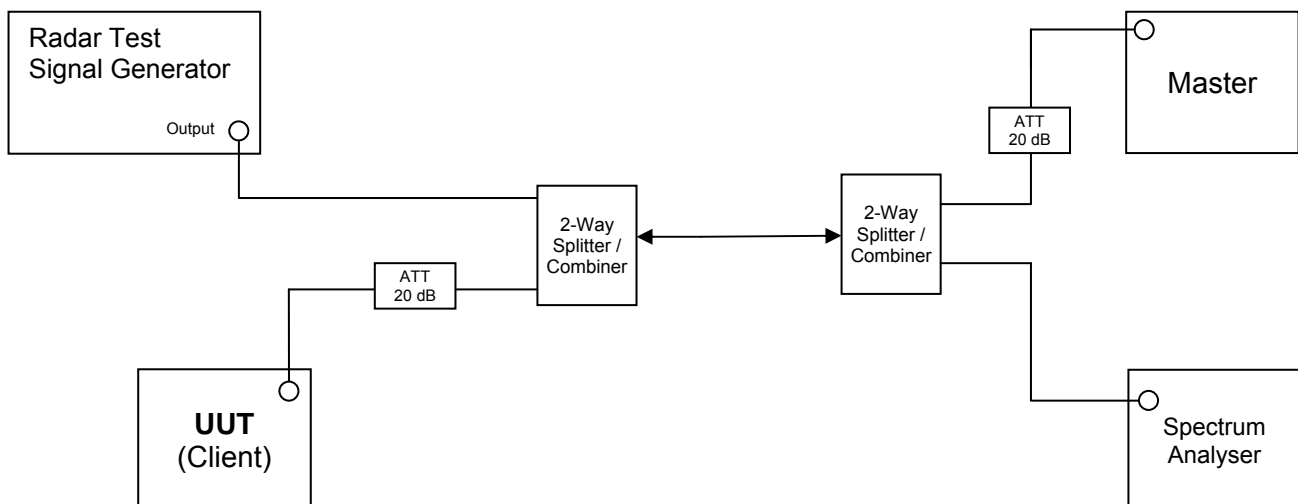 Radar Test
Signal Generator
Output
Master
ATT
20 dB
2-Way
Splitter /
Combiner
2-Way
Splitter /
Combiner
ATT
20 dB
UUT
(Client)
Spectrum
Analyser